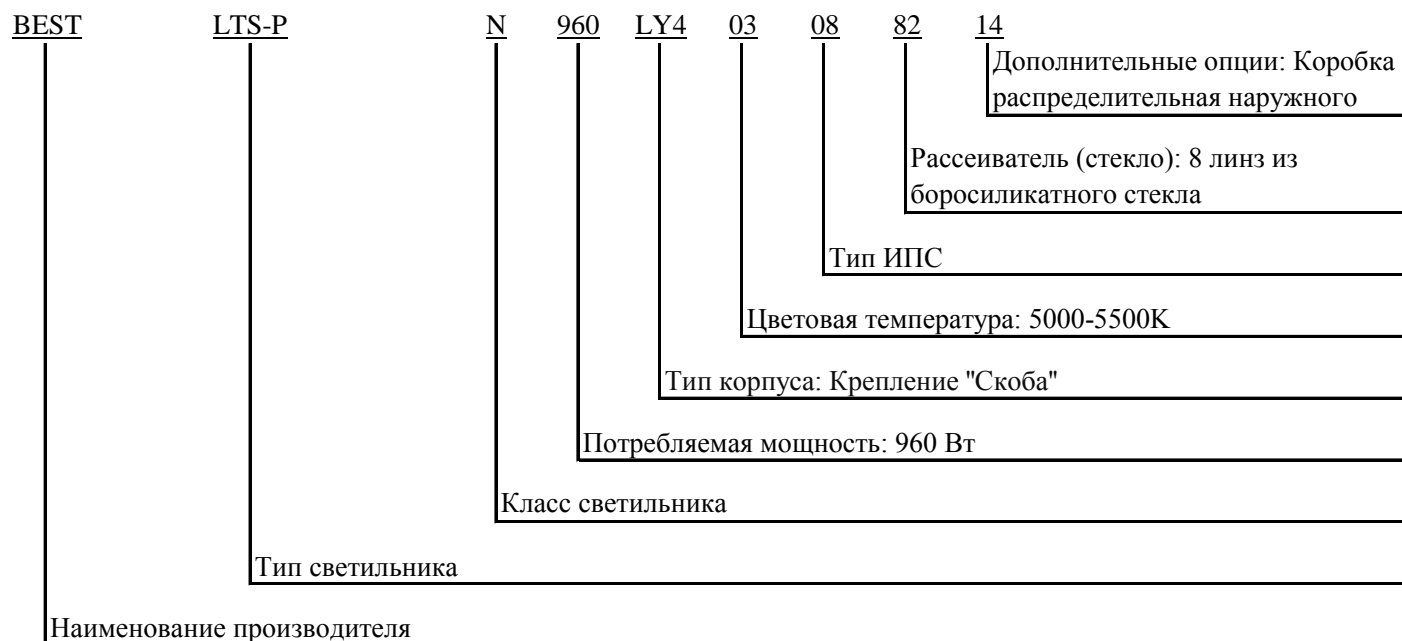 BEST LTS-P N 960 LY4 03 08 82 14
Дополнительные опции: Коробка
распределительная наружного
Рассеиватель (стекло): 8 линз из
боросиликатного стекла
Тип ИПС
Цветовая температура: 5000-5500K
Тип корпуса: Крепление "Скоба"
Потребляемая мощность: 960 Вт
Класс светильника
Тип светильника
Наименование производителя